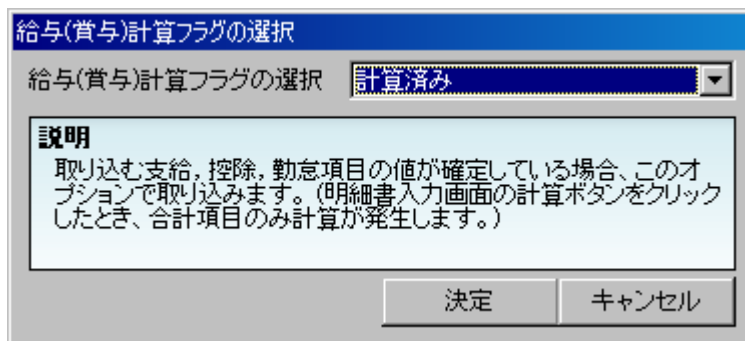 給与(賞与)計算フラグの選択
給与(賞与)計算フラグの選択 計算済み
説明
取り込む支給,控除,勤怠項目の値が確定している場合、このオ
プションで取り込みます。(明細書入力画面の計算ボタンをクリック
したとき、合計項目のみ計算が発生します。)
決定 キャンセル